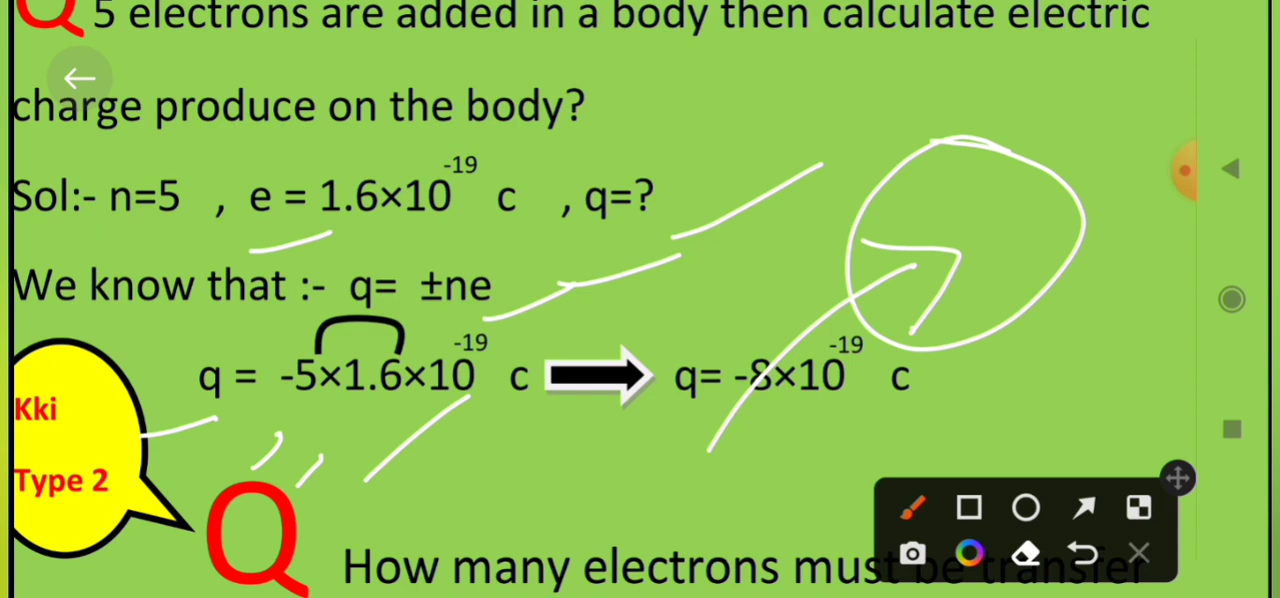 Q 5 electrons are added in a body then calculate electric
charge produce on the body?
Sol:- n=5 , e = 1.6×10⁻¹⁹ c , q=?
We know that :- q= ±ne
q = -5×1.6×10⁻¹⁹ c q= -8×10⁻¹⁹ c
Kki
Type 2
Q How many electrons must be transfer